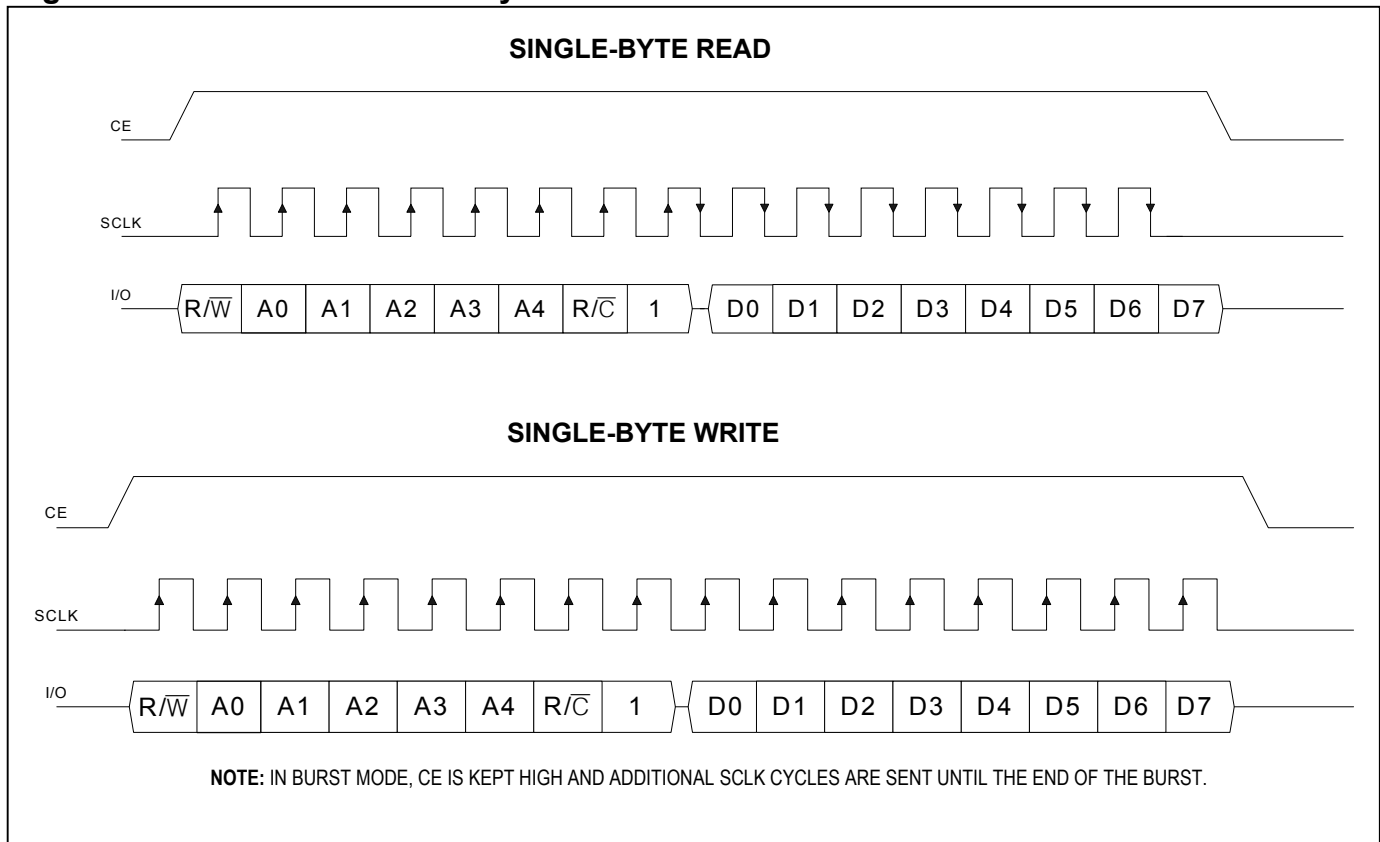 SINGLE-BYTE READ
CE
SCLK
I/O R/W̅ A0 A1 A2 A3 A4 R/C̅ 1 D0 D1 D2 D3 D4 D5 D6 D7
SINGLE-BYTE WRITE
CE
SCLK
I/O R/W̅ A0 A1 A2 A3 A4 R/C̅ 1 D0 D1 D2 D3 D4 D5 D6 D7
NOTE: IN BURST MODE, CE IS KEPT HIGH AND ADDITIONAL SCLK CYCLES ARE SENT UNTIL THE END OF THE BURST.